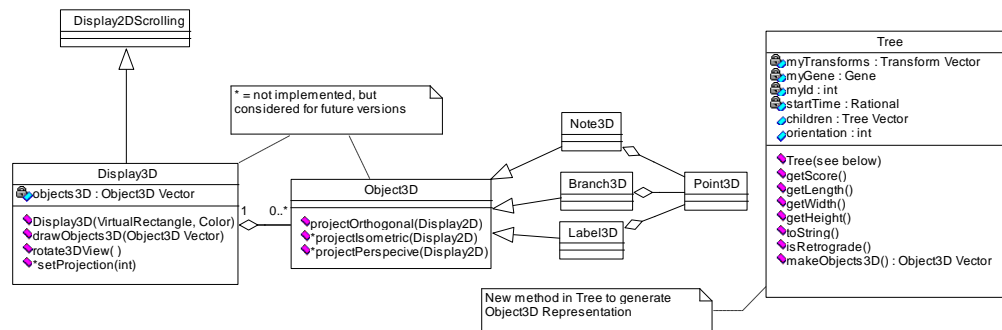 Display2DScrolling
* = not implemented, but
considered for future versions
Display3D
objects3D : Object3D Vector
Display3D(VirtualRectangle, Color)
drawObjects3D(Object3D Vector)
rotate3DView( )
*setProjection(int)
1
0..*
Object3D
projectOrthogonal(Display2D)
*projectIsometric(Display2D)
*projectPerspecive(Display2D)
Note3D
Branch3D
Label3D
Point3D
Tree
myTransforms : Transform Vector
myGene : Gene
myId : int
startTime : Rational
children : Tree Vector
orientation : int
Tree(see below)
getScore()
getLength()
getWidth()
getHeight()
toString()
isRetrograde()
makeObjects3D() : Object3D Vector
New method in Tree to generate
Object3D Representation